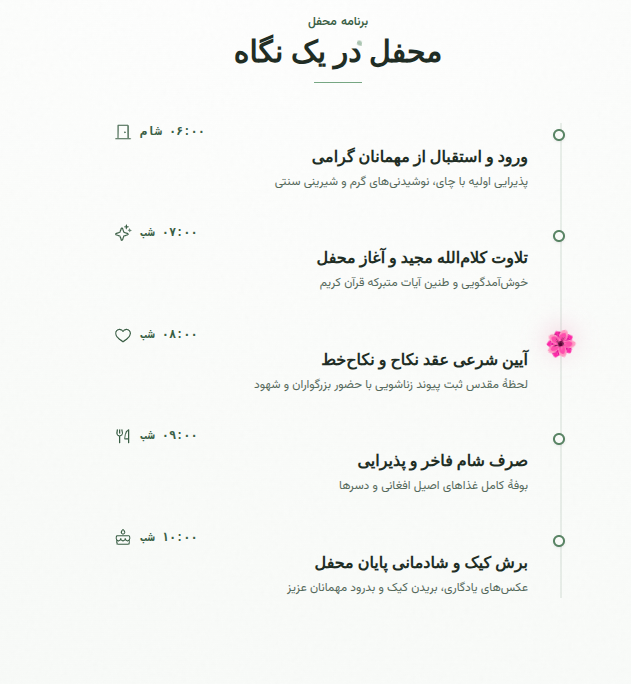 برنامه محفل
محفل در یک نگاه
۰۶:۰۰ شام
ورود و استقبال از مهمانان گرامی
پذیرایی اولیه با چای، نوشیدنی‌های گرم و شیرینی سنتی
۰۷:۰۰ شب
تلاوت کلام‌الله مجید و آغاز محفل
خوش‌آمدگویی و طنین آیات متبرکه قرآن کریم
۰۸:۰۰ شب
آیین شرعی عقد نکاح و نکاح‌خط
لحظهٔ مقدس ثبت پیوند زناشویی با حضور بزرگواران و شهود
۰۹:۰۰ شب
صرف شام فاخر و پذیرایی
بوفهٔ کامل غذاهای اصیل افغانی و دسرها
۱۰:۰۰ شب
برش کیک و شادمانی پایان محفل
عکس‌های یادگاری، بریدن کیک و بدرود مهمانان عزیز